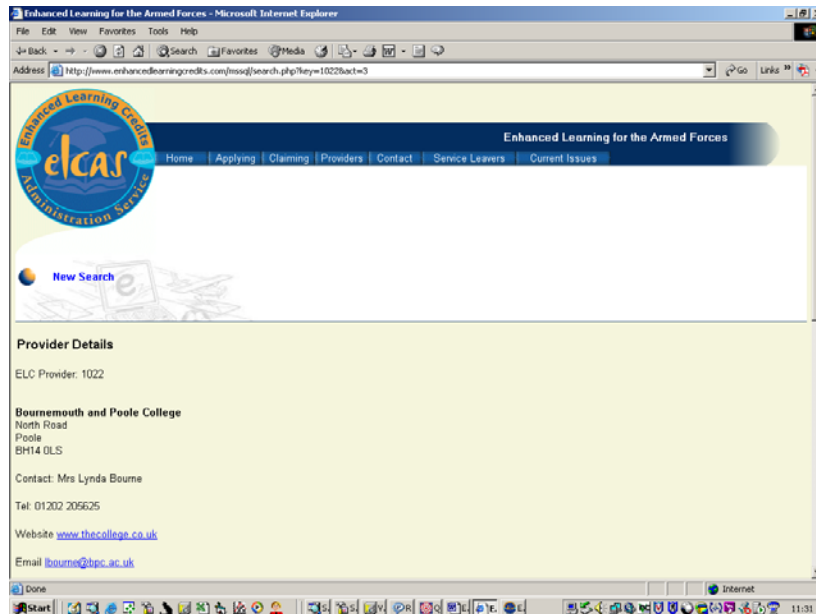 Enhanced Learning for the Armed Forces - Microsoft Internet Explorer
File Edit View Favorites Tools Help
Back Search Favorites Media
Address http://www.enhancedlearningcredits.com/mssql/search.php?key=1022&act=3 Go Links »
Enhanced Learning Credits
elcas
Administration Service
Enhanced Learning for the Armed Forces
Home Applying Claiming Providers Contact Service Leavers Current Issues
New Search
Provider Details
ELC Provider: 1022
Bournemouth and Poole College
North Road
Poole
BH14 0LS
Contact: Mrs Lynda Bourne
Tel: 01202 205625
Website www.thecollege.co.uk
Email lbourne@bpc.ac.uk
Done Internet
Start 11:31